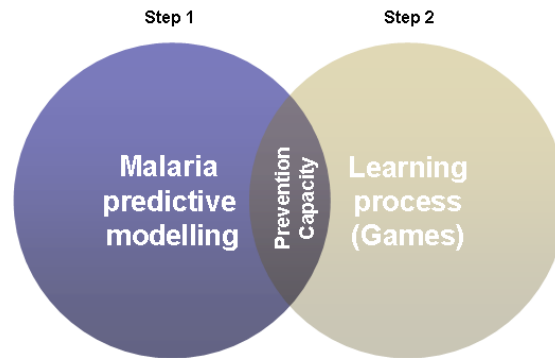 Step 1
Step 2
Malaria
predictive
modelling
Prevention
Capacity
Learning
process
(Games)